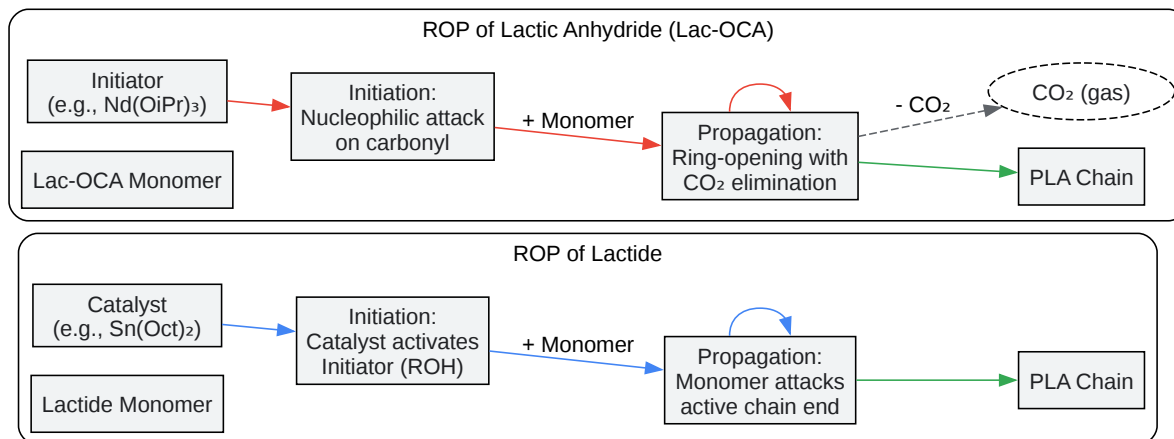 ROP of Lactic Anhydride (Lac-OCA)
Initiator
(e.g., Nd(OiPr)₃)
Lac-OCA Monomer
Initiation:
Nucleophilic attack
on carbonyl
+ Monomer
Propagation:
Ring-opening with
CO₂ elimination
- CO₂
CO₂ (gas)
PLA Chain
ROP of Lactide
Catalyst
(e.g., Sn(Oct)₂)
Lactide Monomer
Initiation:
Catalyst activates
Initiator (ROH)
+ Monomer
Propagation:
Monomer attacks
active chain end
PLA Chain